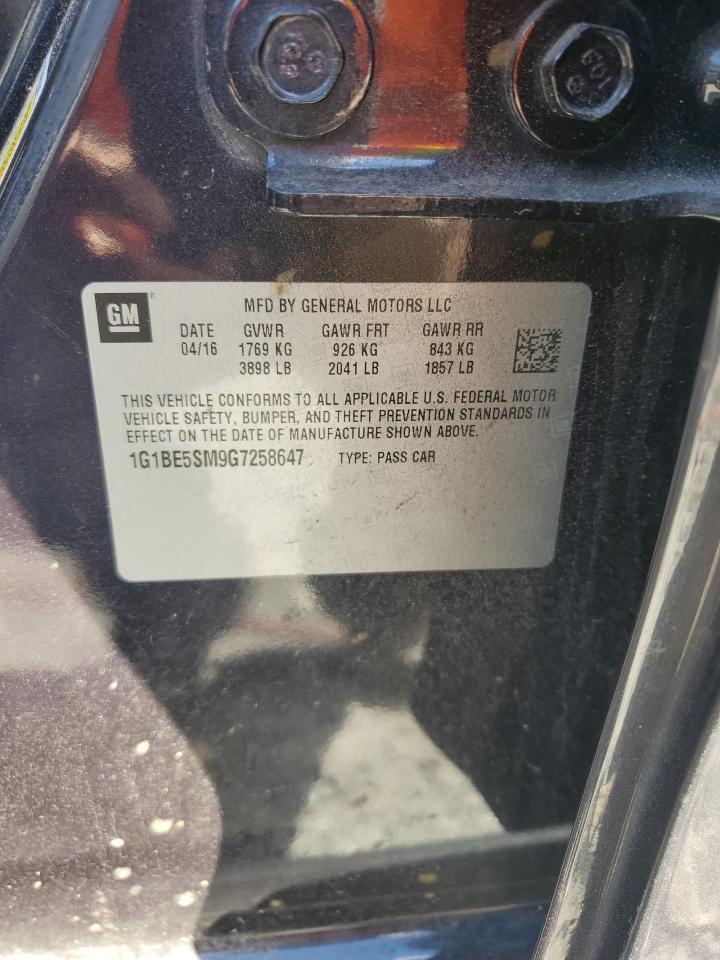 GM
MFD BY GENERAL MOTORS LLC
DATE GVWR GAWR FRT GAWR RR
04/16 1769 KG 926 KG 843 KG
3898 LB 2041 LB 1857 LB
THIS VEHICLE CONFORMS TO ALL APPLICABLE U.S. FEDERAL MOTOR
VEHICLE SAFETY, BUMPER, AND THEFT PREVENTION STANDARDS IN
EFFECT ON THE DATE OF MANUFACTURE SHOWN ABOVE.
1G1BE5SM9G7258647 TYPE: PASS CAR